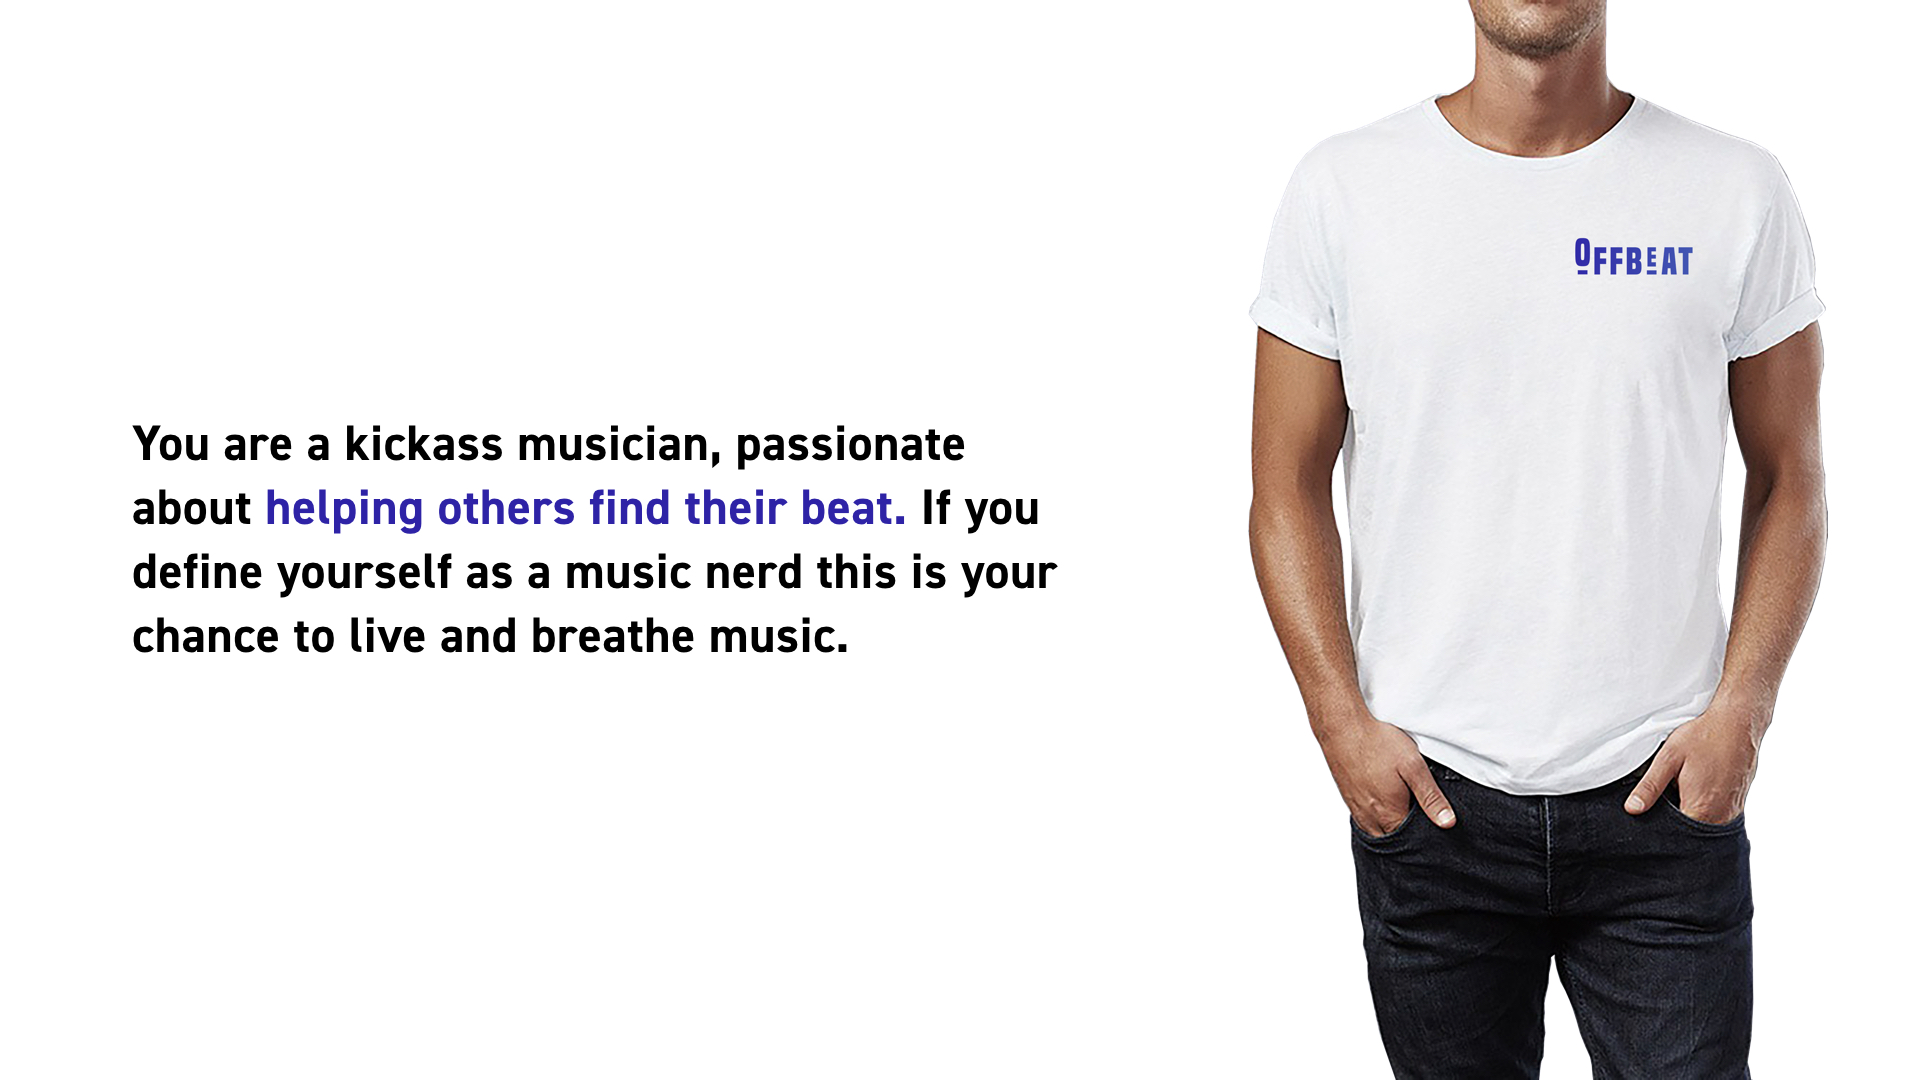 You are a kickass musician, passionate
about helping others find their beat. If you
define yourself as a music nerd this is your
chance to live and breathe music.
OFFBEAT